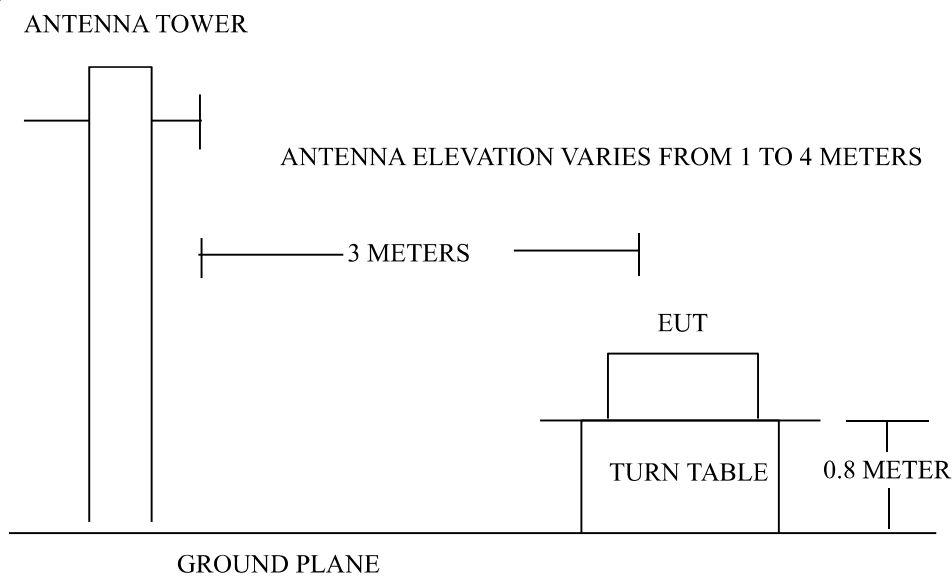 ANTENNA TOWER
ANTENNA ELEVATION VARIES FROM 1 TO 4 METERS
3 METERS
EUT
TURN TABLE
0.8 METER
GROUND PLANE